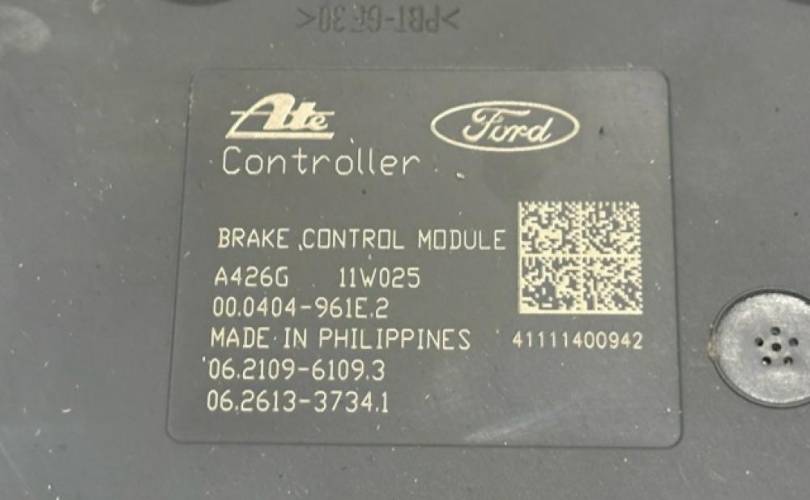 >PBT-GF30<
Ate
Ford
Controller
BRAKE CONTROL MODULE
A426G 11W025
00.0404-961E.2
MADE IN PHILIPPINES
41111400942
06.2109-6109.3
06.2613-3734.1